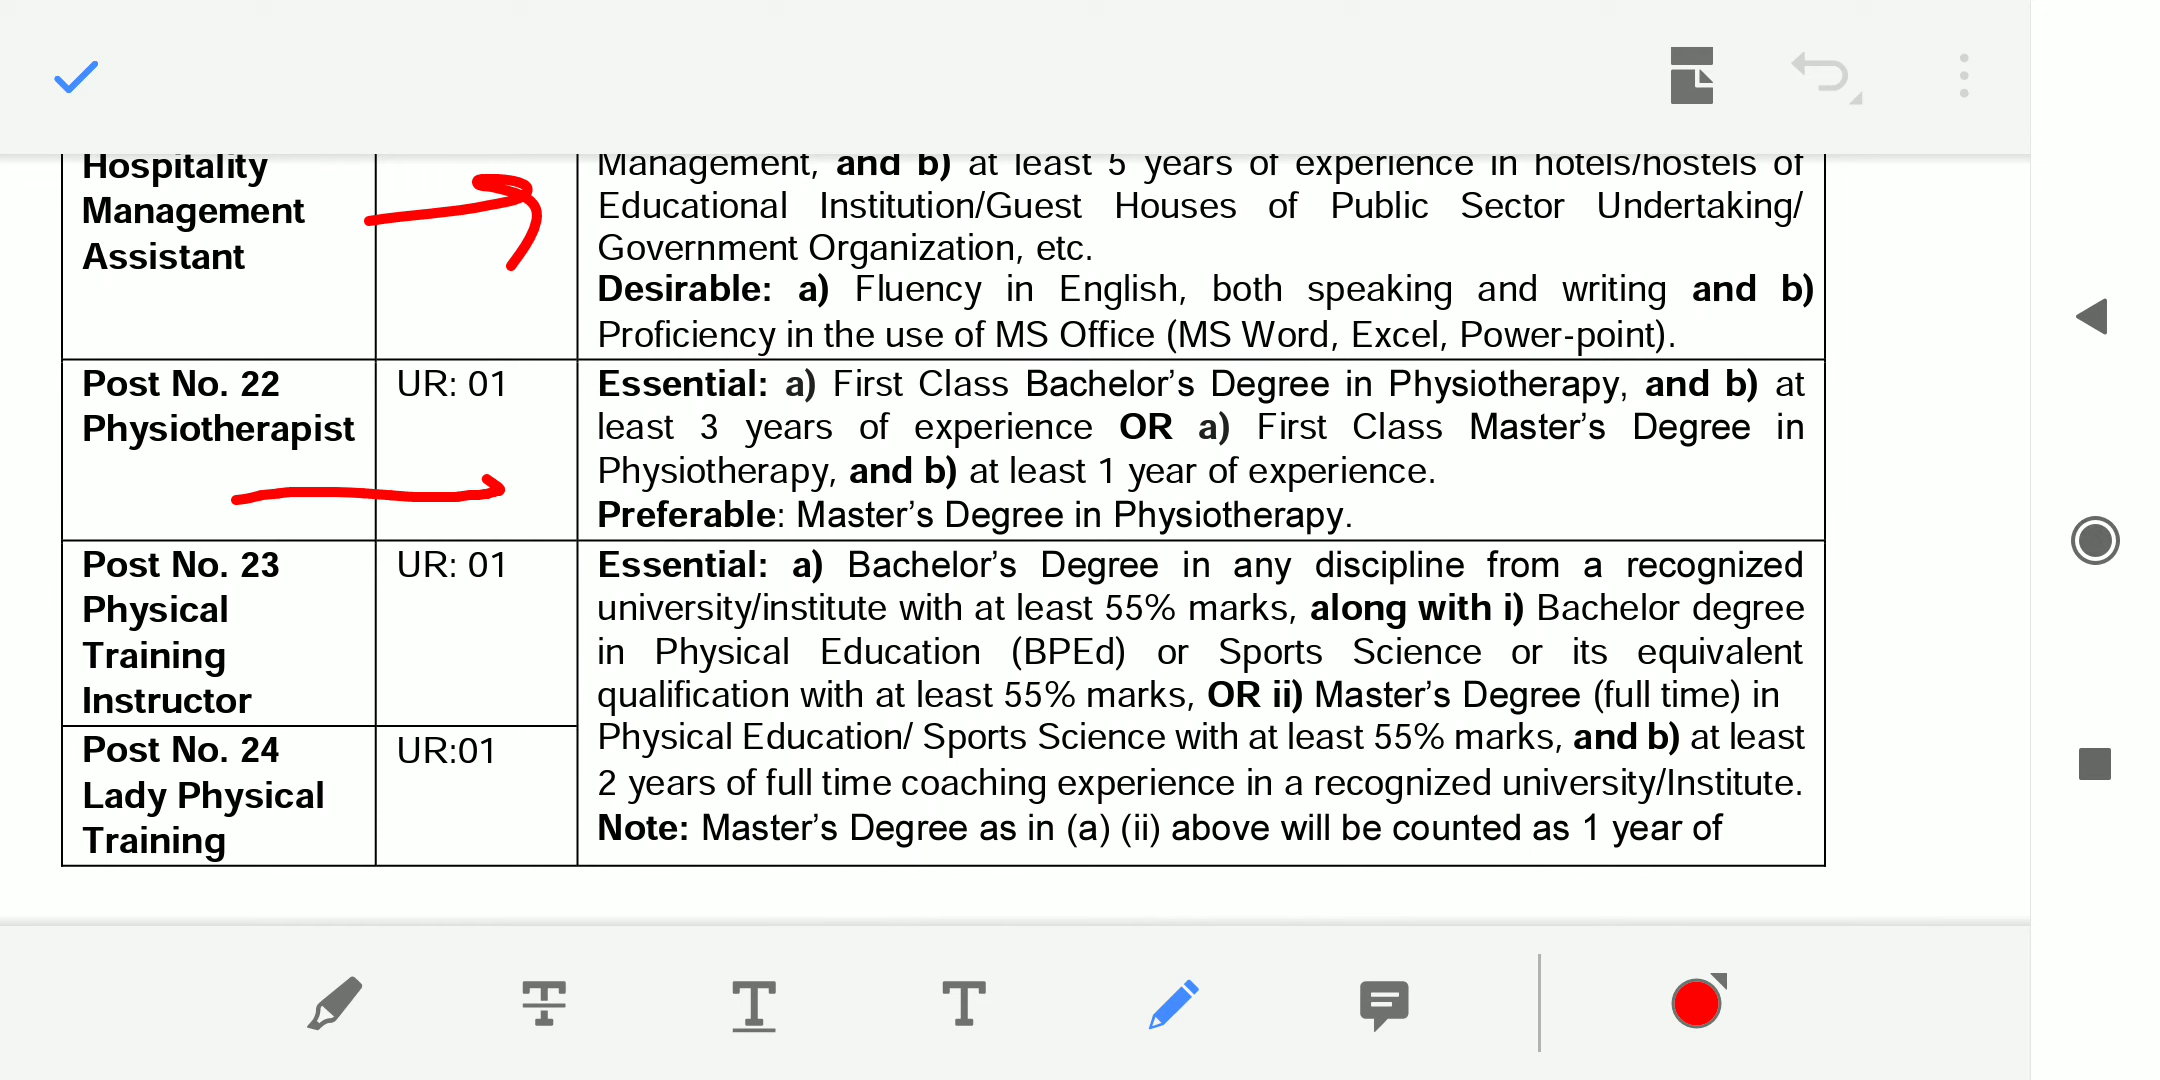 Hospitality
Management
Assistant
Management, and b) at least 5 years of experience in hotels/hostels of
Educational Institution/Guest Houses of Public Sector Undertaking/
Government Organization, etc.
Desirable: a) Fluency in English, both speaking and writing and b)
Proficiency in the use of MS Office (MS Word, Excel, Power-point).
Post No. 22
Physiotherapist
UR: 01
Essential: a) First Class Bachelor’s Degree in Physiotherapy, and b) at
least 3 years of experience OR a) First Class Master’s Degree in
Physiotherapy, and b) at least 1 year of experience.
Preferable: Master’s Degree in Physiotherapy.
Post No. 23
Physical
Training
Instructor
UR: 01
Essential: a) Bachelor’s Degree in any discipline from a recognized
university/institute with at least 55% marks, along with i) Bachelor degree
in Physical Education (BPEd) or Sports Science or its equivalent
qualification with at least 55% marks, OR ii) Master’s Degree (full time) in
Physical Education/ Sports Science with at least 55% marks, and b) at least
2 years of full time coaching experience in a recognized university/Institute.
Note: Master’s Degree as in (a) (ii) above will be counted as 1 year of
Post No. 24
Lady Physical
Training
UR:01